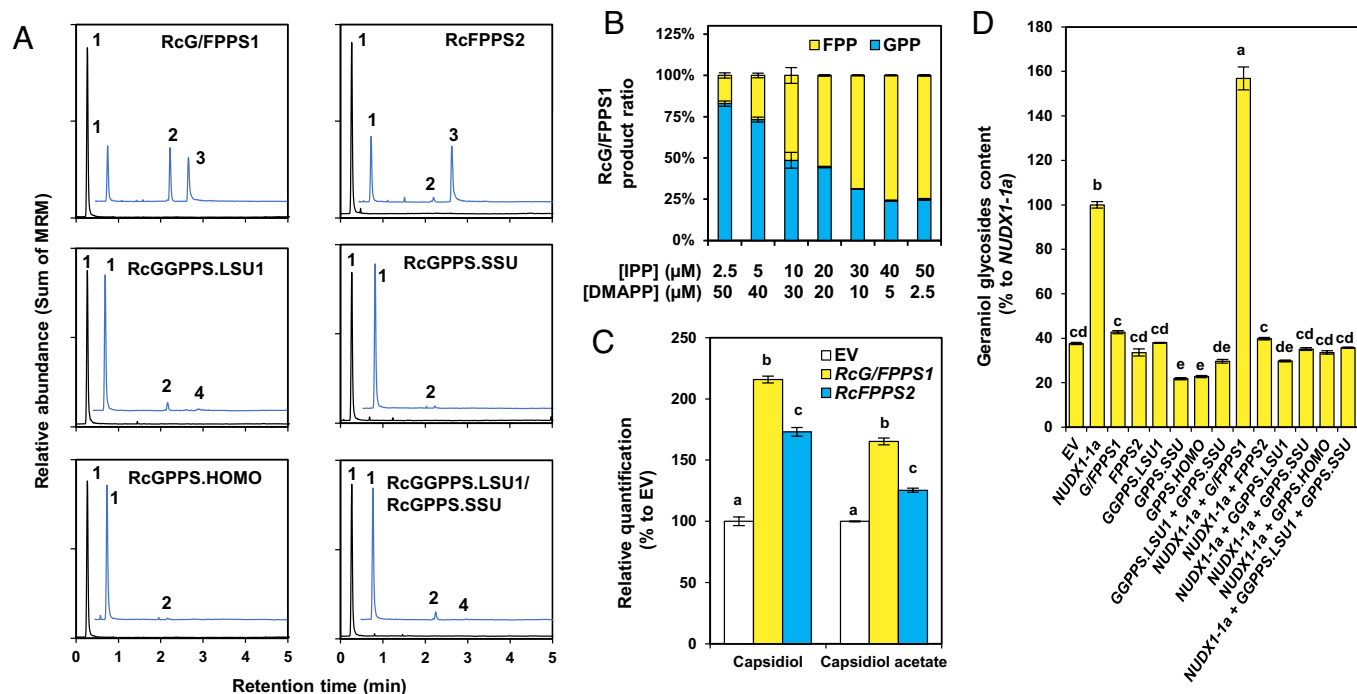 A
Relative abundance (Sum of MRM)
RcG/FPPS1
1
1
2
3
RcFPPS2
1
1
2
3
RcGGPPS.LSU1
1
1
2
4
RcGPPS.SSU
1
1
2
RcGPPS.HOMO
1
1
2
RcGGPPS.LSU1/
RcGPPS.SSU
1
1
2
4
0 1 2 3 4 5
0 1 2 3 4 5
Retention time (min)
B
RcG/FPPS1
product ratio
FPP GPP
125%
100%
75%
50%
25%
0%
[IPP] (µM) 2.5 5 10 20 30 40 50
[DMAPP] (µM) 50 40 30 20 10 5 2.5
C
Relative quantification
(% to EV)
250
200
150
100
50
0
EV
RcG/FPPS1
RcFPPS2
a
b
c
a
b
c
Capsidiol Capsidiol acetate
D
Geraniol glycosides content
(% to NUDX1-1a)
180
160
140
120
100
80
60
40
20
0
cd
b
c
cd
cd
e
e
de
a
c
de
cd
cd
cd
EV
NUDX1-1a
G/FPPS1
FPPS2
GGPPS.LSU1
GPPS.SSU
GPPS.HOMO
GGPPS.LSU1 + GPPS.SSU
NUDX1-1a + G/FPPS1
NUDX1-1a + FPPS2
NUDX1-1a + GGPPS.LSU1
NUDX1-1a + GPPS.SSU
NUDX1-1a + GPPS.HOMO
NUDX1-1a + GGPPS.LSU1 + GPPS.SSU